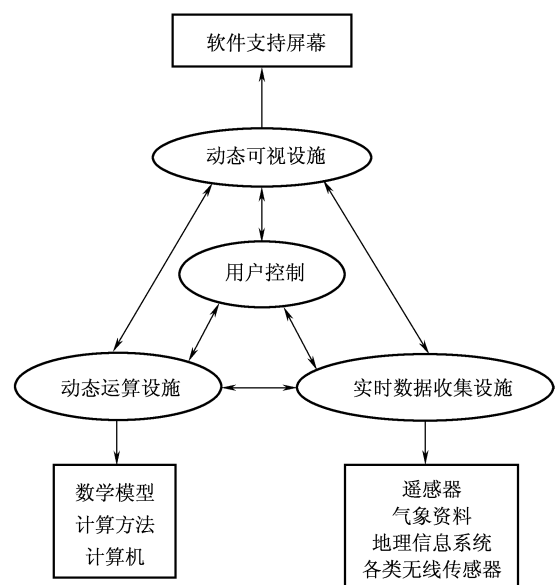 软件支持屏幕
动态可视设施
用户控制
动态运算设施
实时数据收集设施
数学模型
计算方法
计算机
遥感器
气象资料
地理信息系统
各类无线传感器